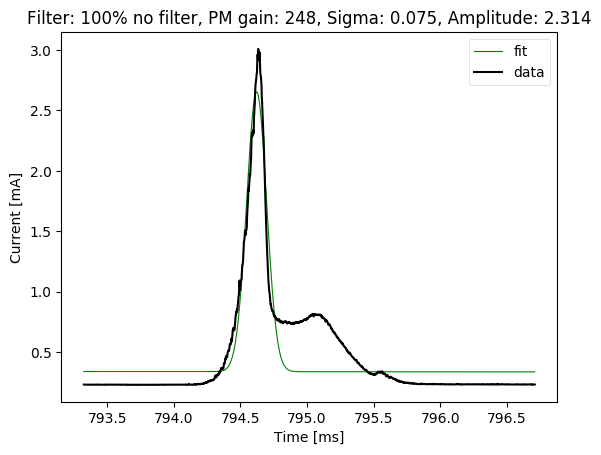 Filter: 100% no filter, PM gain: 248, Sigma: 0.075, Amplitude: 2.314
fit
data
3.0
2.5
2.0
1.5
1.0
0.5
Current [mA]
793.5 794.0 794.5 795.0 795.5 796.0 796.5
Time [ms]